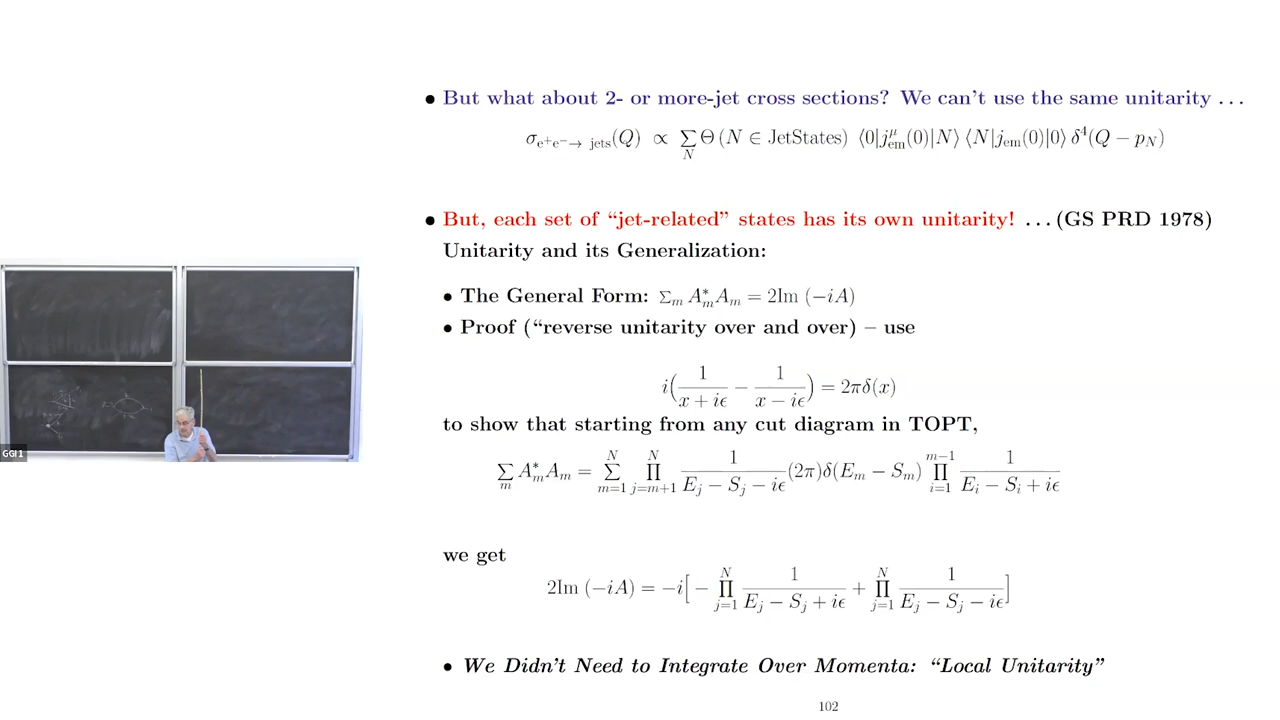 • But what about 2- or more-jet cross sections? We can't use the same unitarity . . .
σ_{e⁺e⁻→ jets}(Q) ∝ Σ_N Θ (N ∈ JetStates) ⟨0|j^μ_em(0)|N⟩ ⟨N|j_em(0)|0⟩ δ⁴(Q − p_N)
• But, each set of “jet-related” states has its own unitarity! . . . (GS PRD 1978)
Unitarity and its Generalization:
• The General Form: Σ_m A*_m A_m = 2Im (−iA)
• Proof (“reverse unitarity over and over) – use
i(1/(x + iϵ) − 1/(x − iϵ)) = 2πδ(x)
to show that starting from any cut diagram in TOPT,
Σ_m A*_m A_m = Σ_{m=1}^{N} Π_{j=m+1}^{N} 1/(E_j − S_j − iϵ) (2π)δ(E_m − S_m) Π_{i=1}^{m−1} 1/(E_i − S_i + iϵ)
we get
2Im (−iA) = −i[ − Π_{j=1}^{N} 1/(E_j − S_j + iϵ) + Π_{j=1}^{N} 1/(E_j − S_j − iϵ) ]
• We Didn't Need to Integrate Over Momenta: “Local Unitarity”
102
GGI1